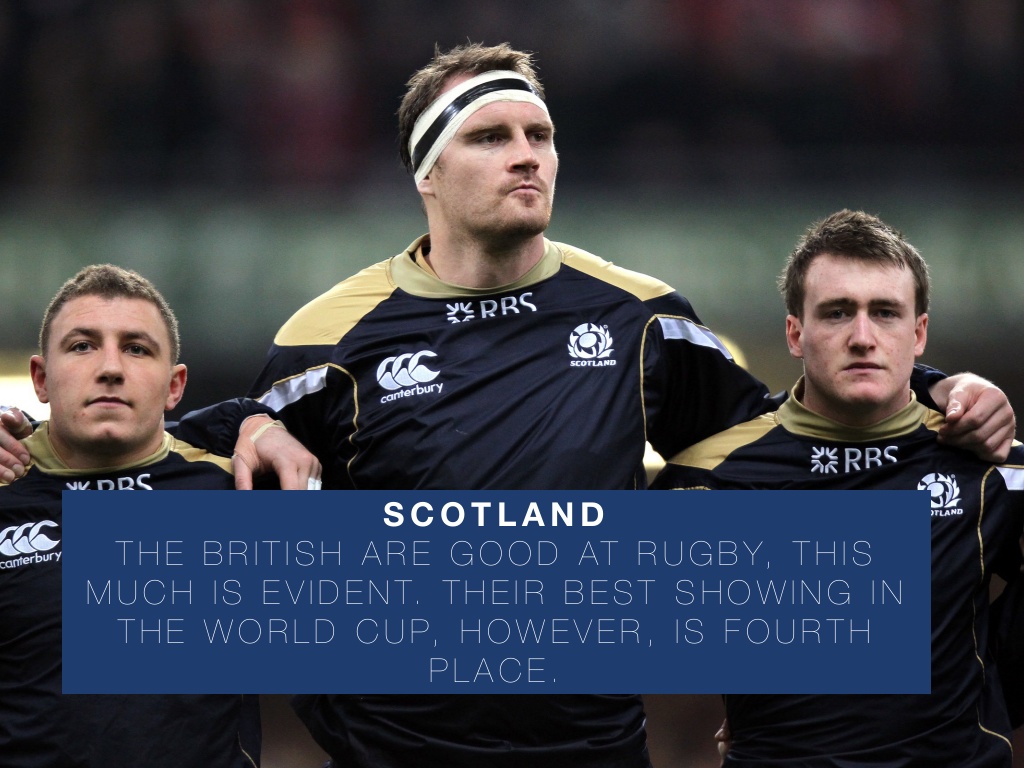 RBS
canterbury
SCOTLAND
RBS
RBS
canterbury
SCOTLAND
THE BRITISH ARE GOOD AT RUGBY, THIS
MUCH IS EVIDENT. THEIR BEST SHOWING IN
THE WORLD CUP, HOWEVER, IS FOURTH
PLACE.